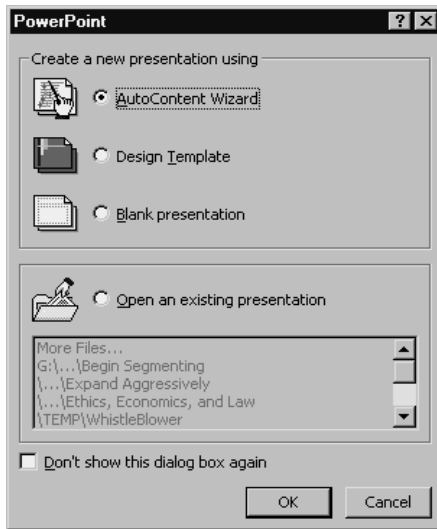 PowerPoint
Create a new presentation using
AutoContent Wizard
Design Template
Blank presentation
Open an existing presentation
More Files...
G:\...\Begin Segmenting
\...\Expand Aggressively
\...\Ethics, Economics, and Law
\TEMP\WhistleBlower
Don't show this dialog box again
OK Cancel